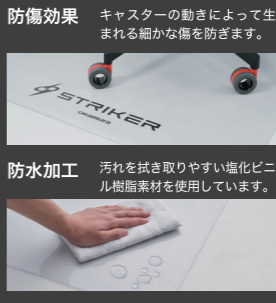 防傷効果
キャスターの動きによって生
まれる細かな傷を防ぎます。
STRIKER
防水加工
汚れを拭き取りやすい塩化ビニ
ル樹脂素材を使用しています。